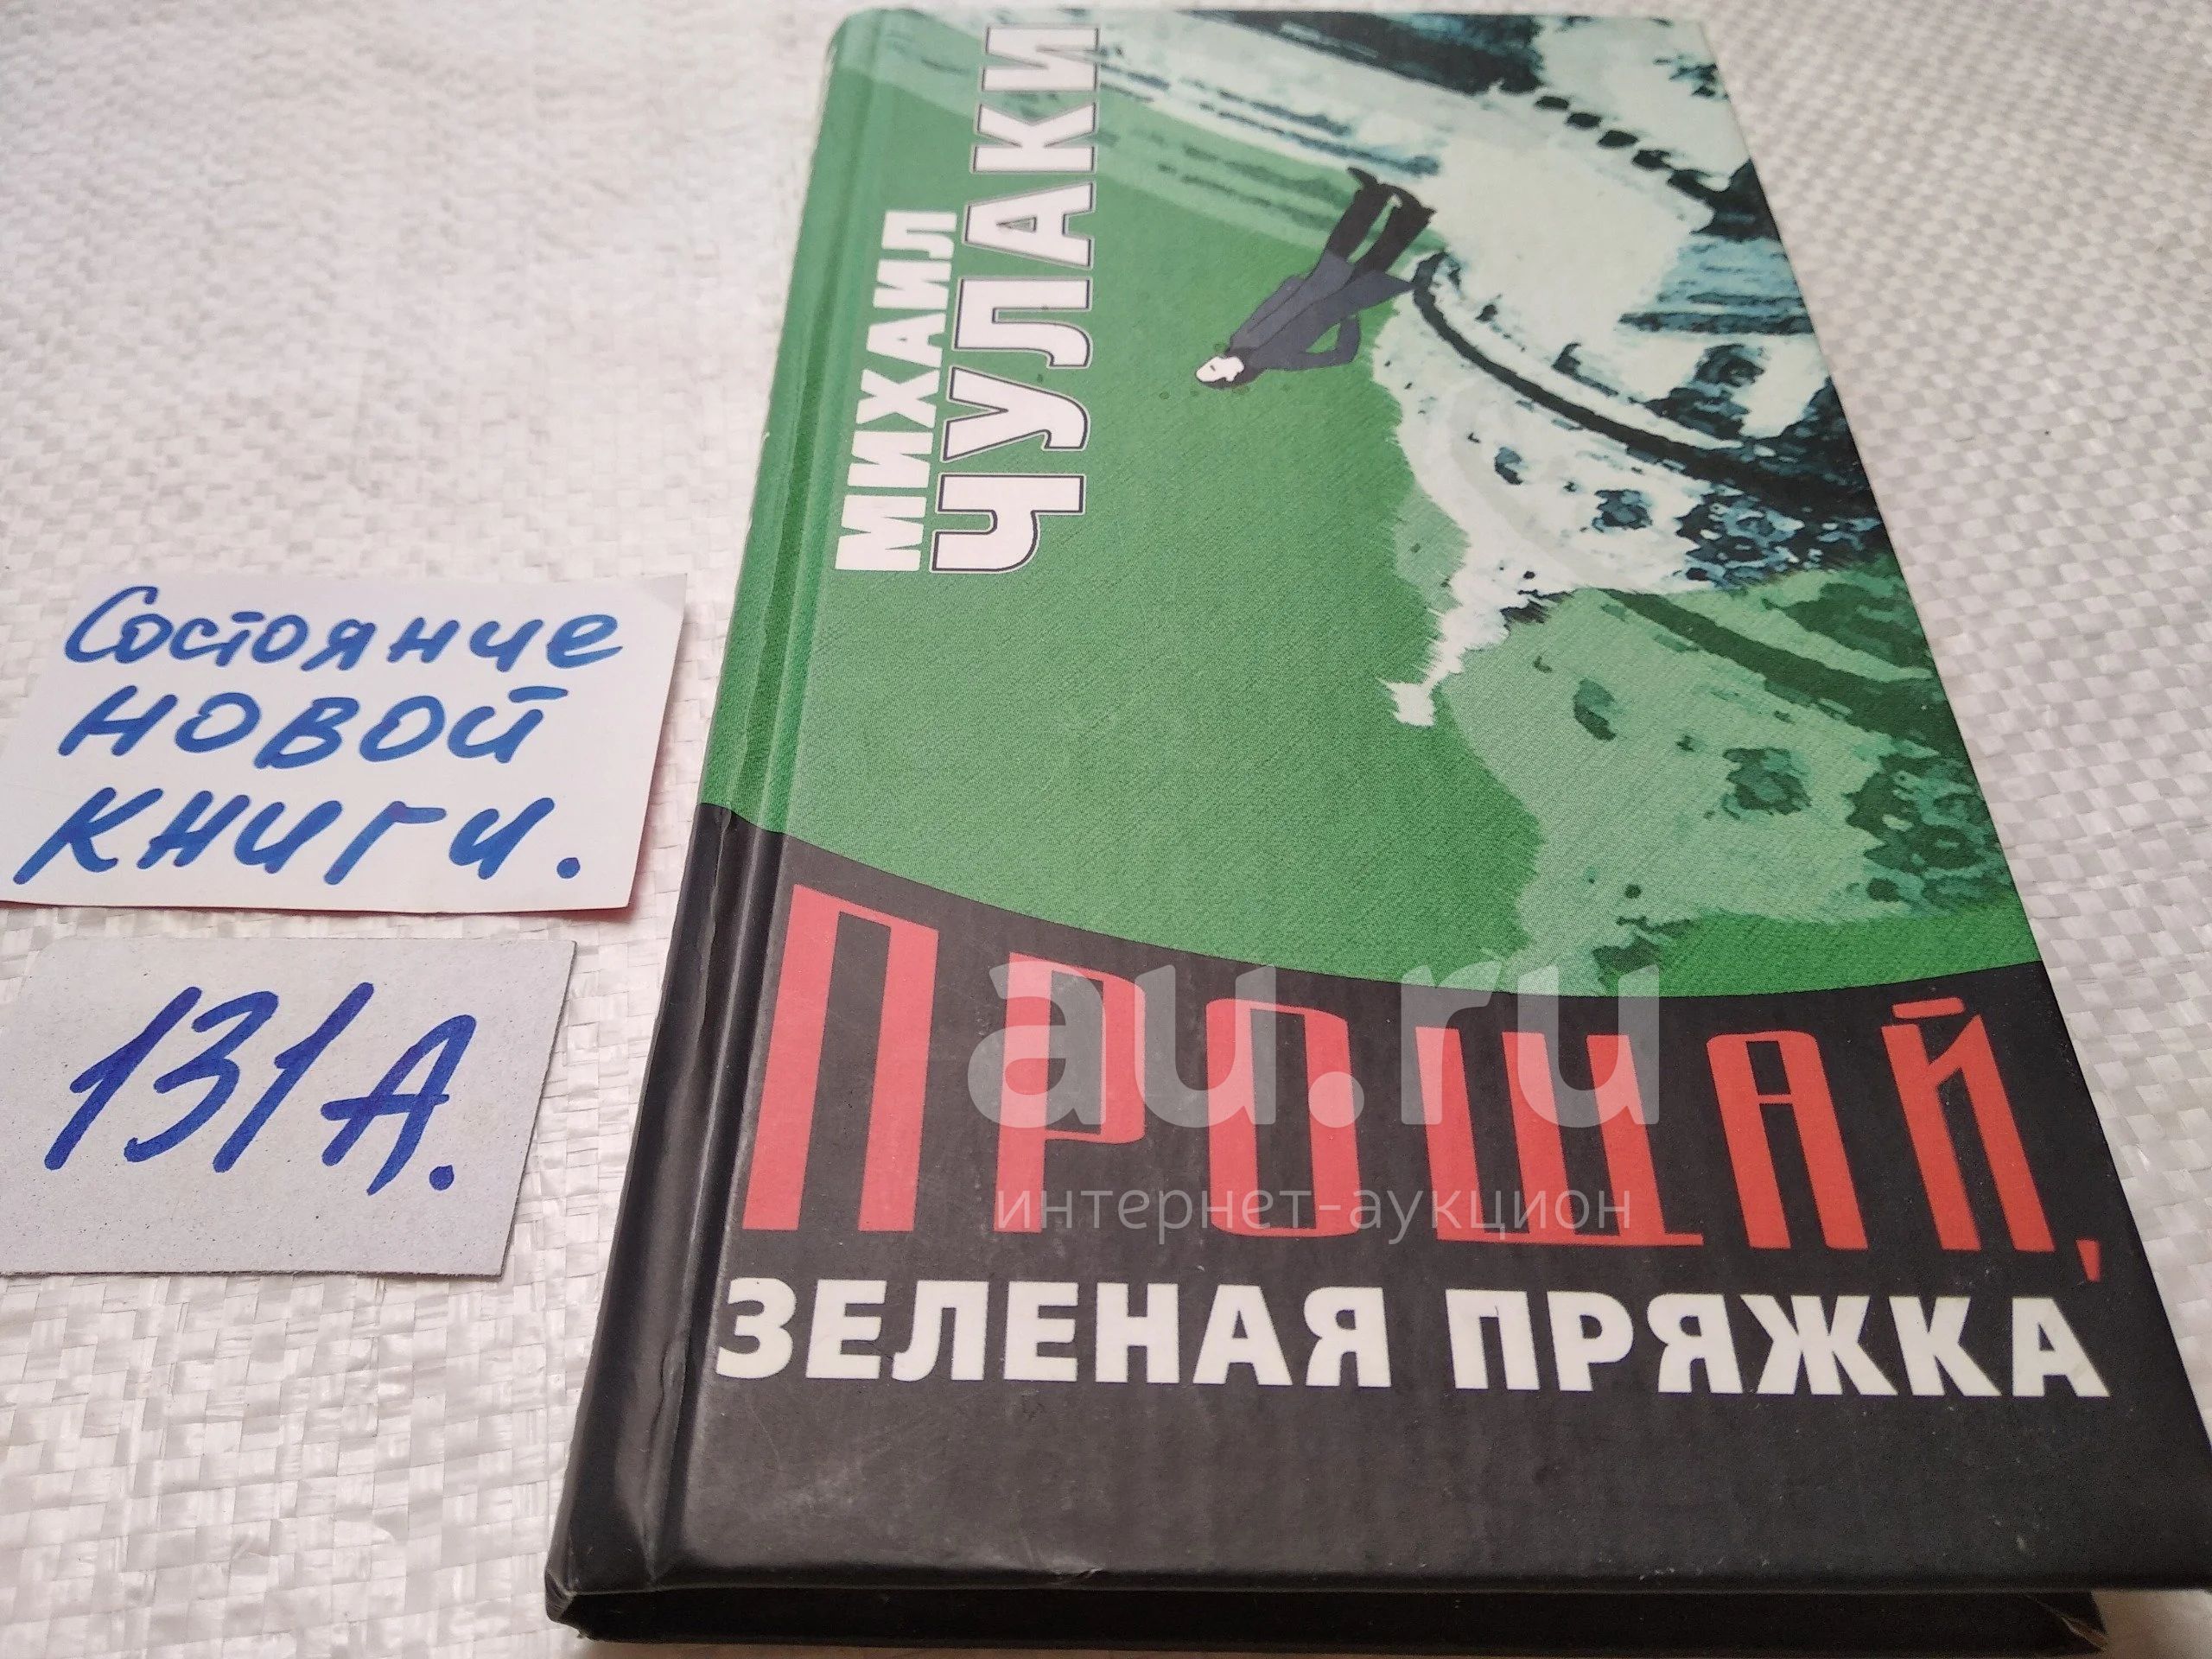 МИХАИЛ
ЧУЛАКИ
Состояние
новой
книги.
131А.
ПРОЩАЙ,
ЗЕЛЕНАЯ ПРЯЖКА
au.ru
интернет-аукцион